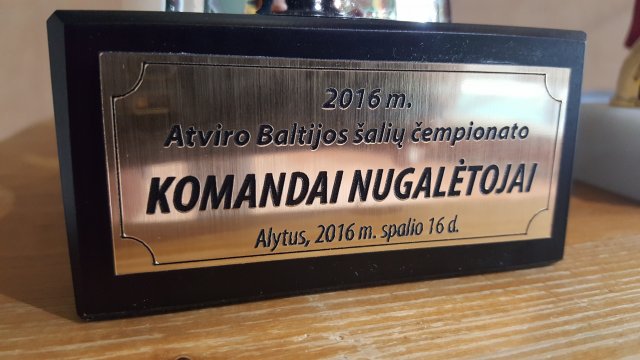 2016 m.
Atviro Baltijos šalių čempionato
KOMANDAI NUGALĖTOJAI
Alytus, 2016 m. spalio 16 d.